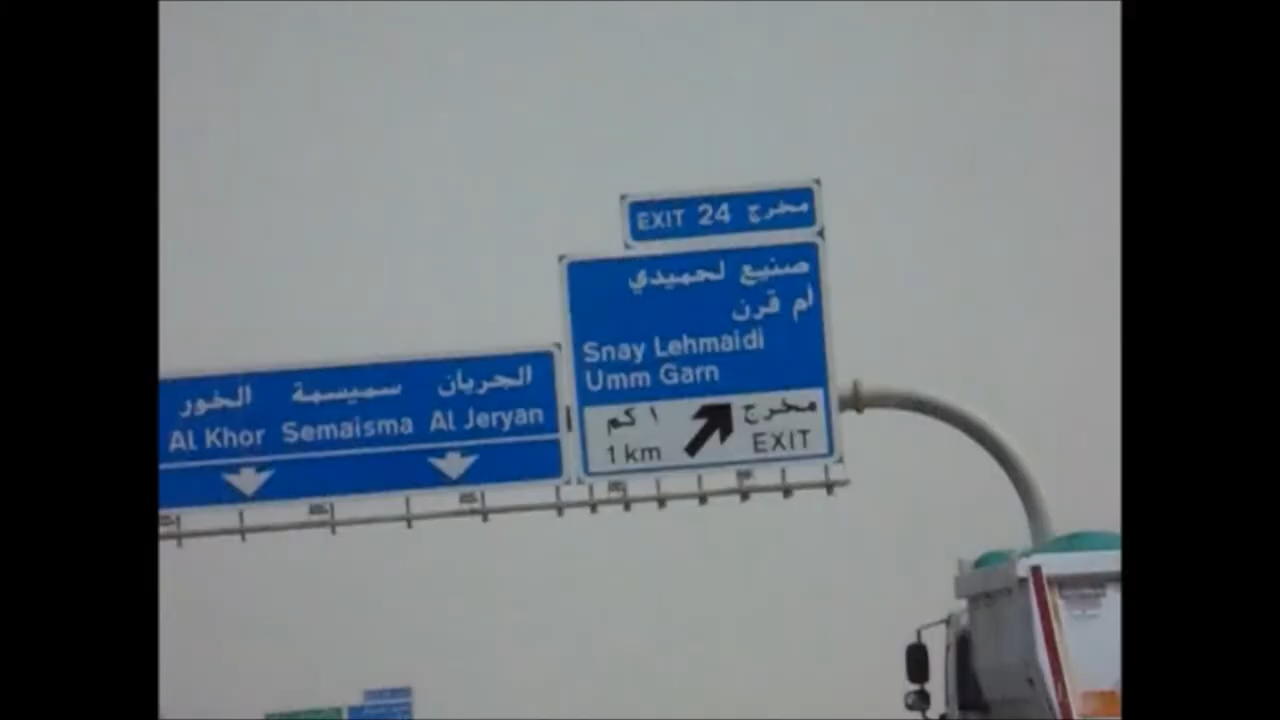 EXIT 24 مخرج
صنيع لحميدي
أم قرن
Snay Lehmaidi
Umm Garn
١ كم مخرج
1 km EXIT
الخور سميسمة الجريان
Al Khor Semaisma Al Jeryan